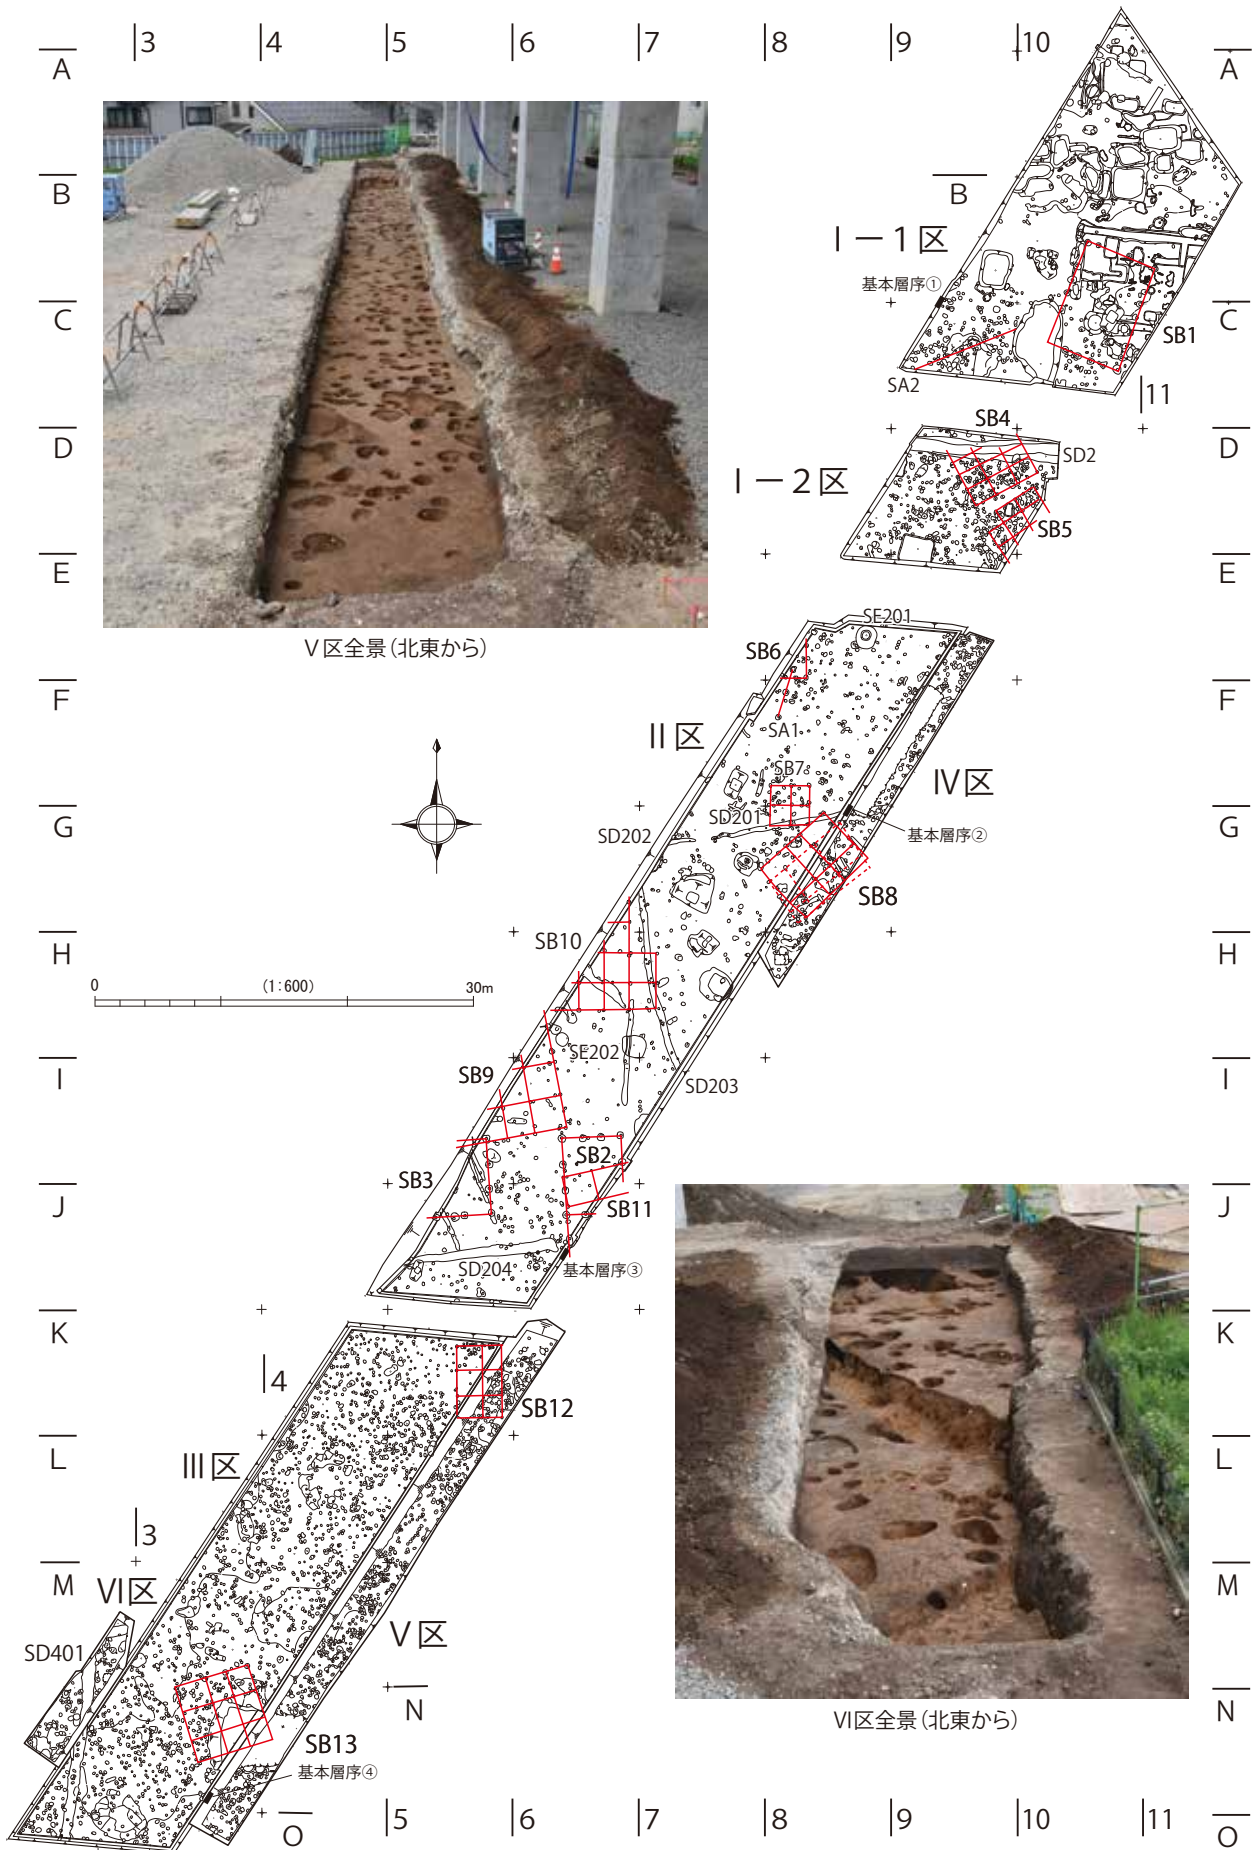 3 4 5 6 7 8 9 10
A A
B B B
Ⅰ－1区
基本層序①
C C
SB1
SA2
11
SB4
D D
SD2
Ⅰ－2区
SB5
E E
Ⅴ区全景（北東から）
SE201
SB6
F F
SA1
Ⅱ区
SB7
Ⅳ区
G G
SD201
SD202
基本層序②
SB8
H H
SB10
0 (1：600) 30m
SE202
I I
SB9
SD203
SB2
SB3
J J
SB11
SD204
基本層序③
K K
4
SB12
L L
Ⅲ区
3
M M
Ⅵ区
Ⅴ区
SD401
N N N
Ⅵ区全景（北東から）
SB13
基本層序④
O 5 6 7 8 9 10 11 O